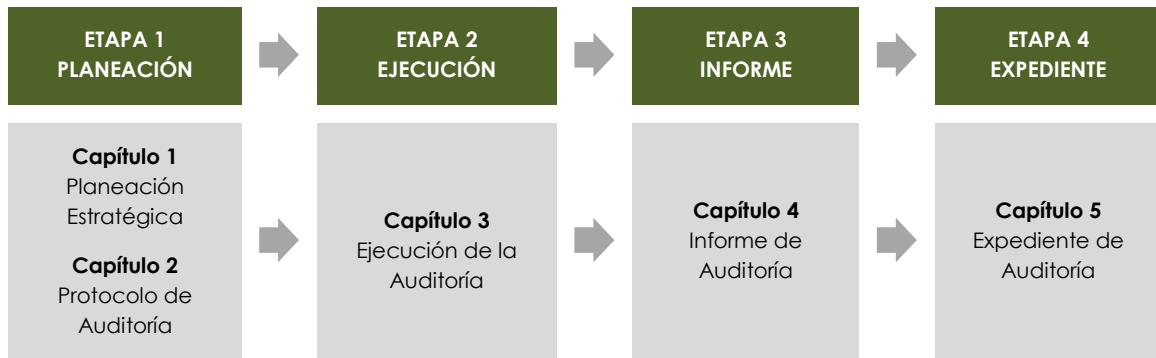 ETAPA 1
PLANEACIÓN
ETAPA 2
EJECUCIÓN
ETAPA 3
INFORME
ETAPA 4
EXPEDIENTE
Capítulo 1
Planeación
Estratégica
Capítulo 2
Protocolo de
Auditoría
Capítulo 3
Ejecución de la
Auditoría
Capítulo 4
Informe de
Auditoría
Capítulo 5
Expediente de
Auditoría